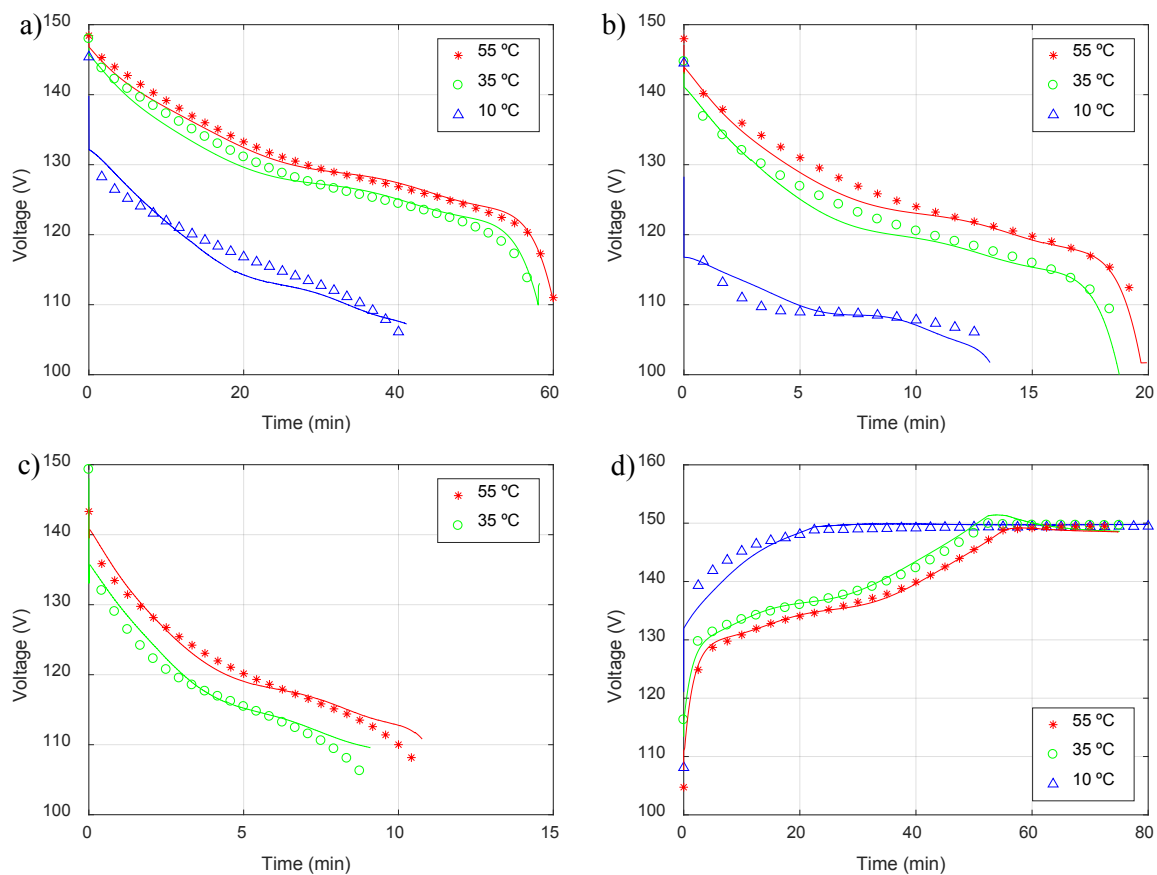 a)
150
140
130
120
110
100
Voltage (V)
0 20 40 60
Time (min)
55 ºC
35 ºC
10 ºC
b)
150
140
130
120
110
100
Voltage (V)
0 5 10 15 20
Time (min)
55 ºC
35 ºC
10 ºC
c)
150
140
130
120
110
100
Voltage (V)
0 5 10 15
Time (min)
55 ºC
35 ºC
d)
160
150
140
130
120
110
100
Voltage (V)
0 20 40 60 80
Time (min)
55 ºC
35 ºC
10 ºC